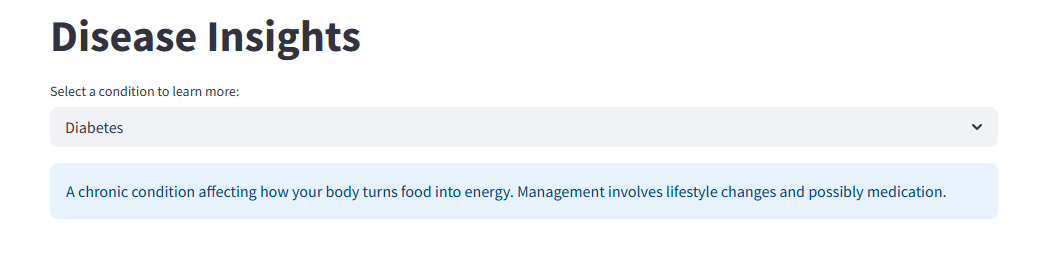 Disease Insights
Select a condition to learn more:
Diabetes
A chronic condition affecting how your body turns food into energy. Management involves lifestyle changes and possibly medication.